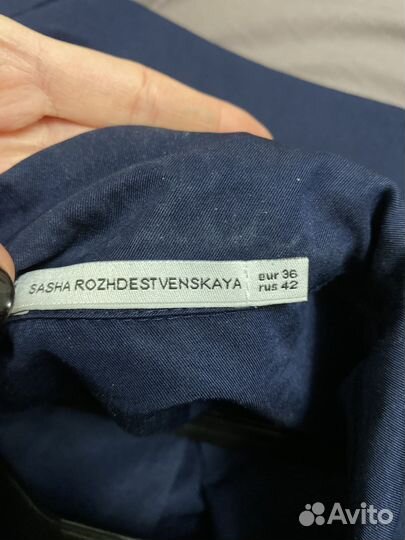 SASHA ROZHDESTVENSKAYA
eur 36
rus 42
Avito